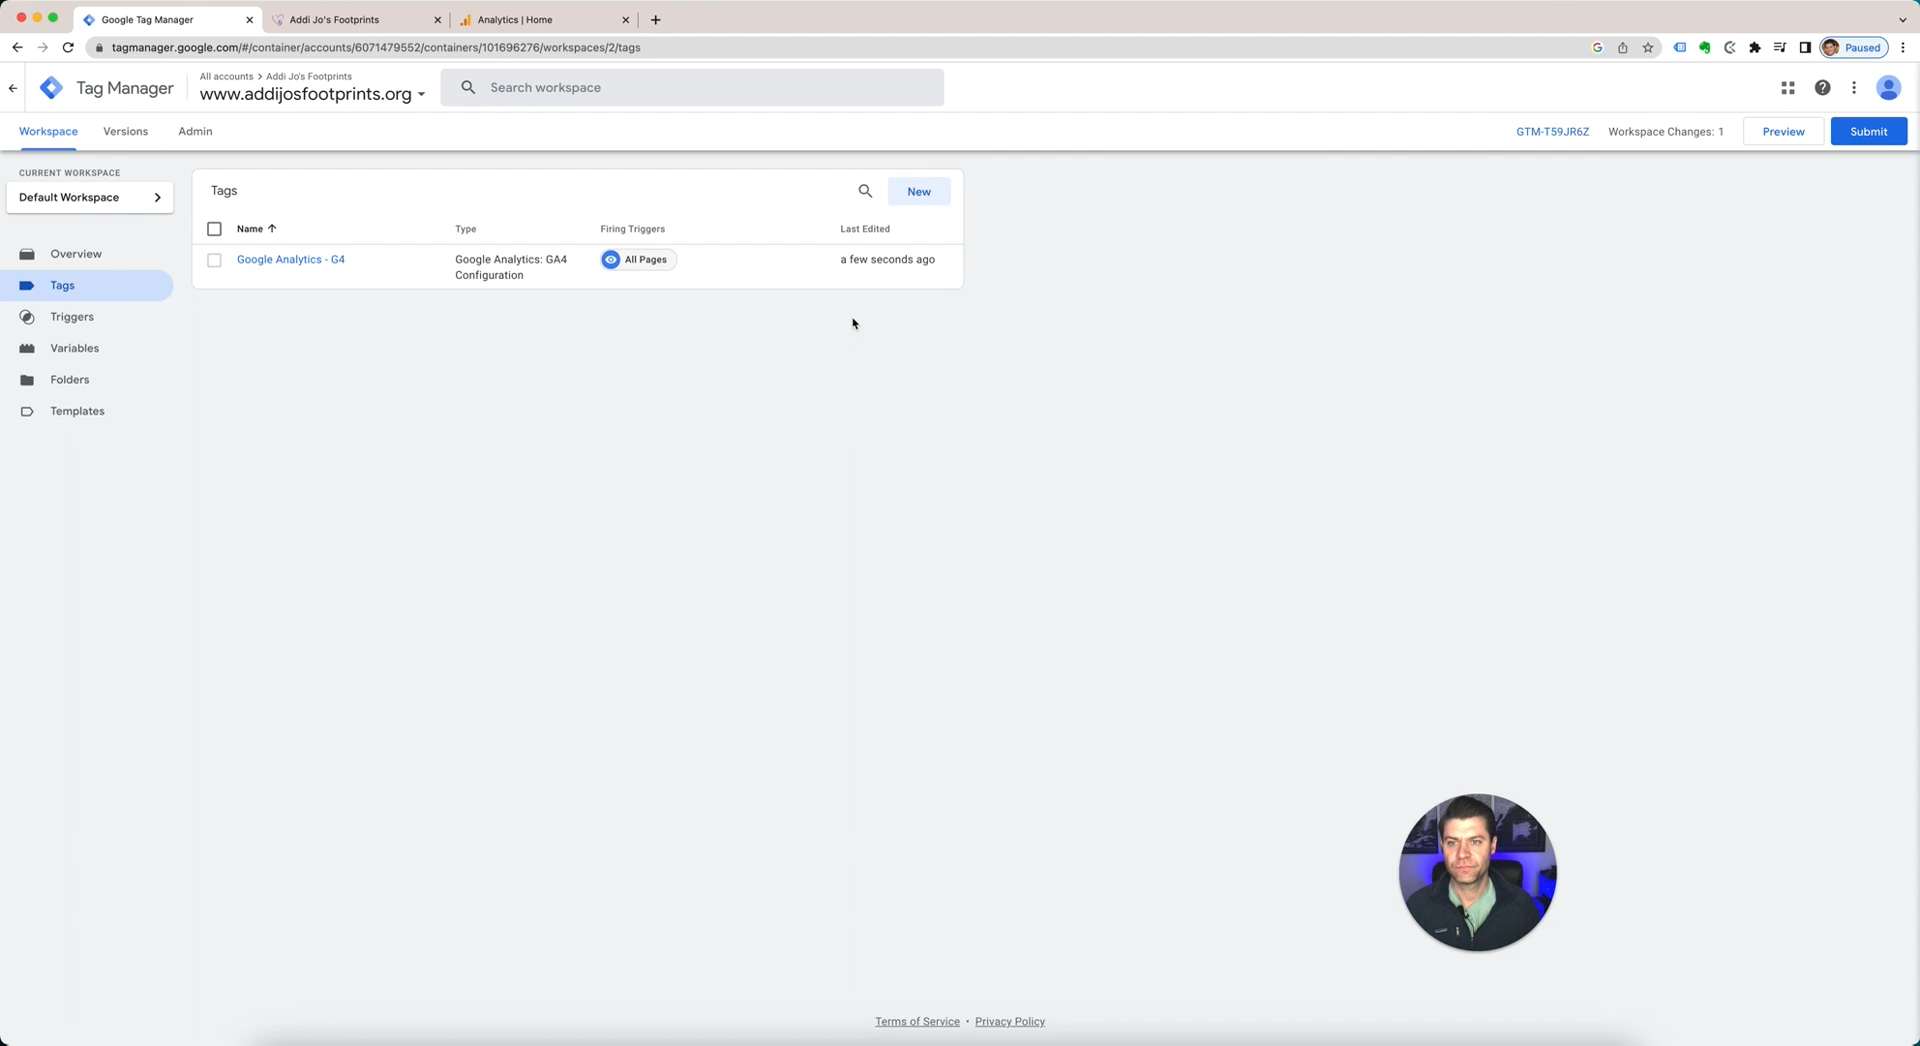 Google Tag Manager
Addi Jo's Footprints
Analytics | Home
tagmanager.google.com/#/container/accounts/6071479552/containers/101696276/workspaces/2/tags
Paused
Tag Manager
All accounts > Addi Jo's Footprints
www.addijosfootprints.org
Search workspace
Workspace
Versions
Admin
GTM-T59JR6Z
Workspace Changes: 1
Preview
Submit
CURRENT WORKSPACE
Default Workspace
Overview
Tags
Triggers
Variables
Folders
Templates
Tags
New
Name
Type
Firing Triggers
Last Edited
Google Analytics - G4
Google Analytics: GA4
Configuration
All Pages
a few seconds ago
Terms of Service • Privacy Policy